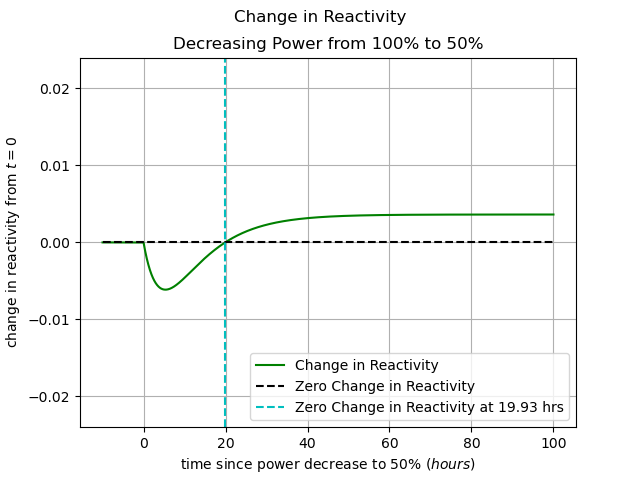 Change in Reactivity
Decreasing Power from 100% to 50%
change in reactivity from t = 0
0.02
0.01
0.00
−0.01
−0.02
Change in Reactivity
Zero Change in Reactivity
Zero Change in Reactivity at 19.93 hrs
0 20 40 60 80 100
time since power decrease to 50% (hours)